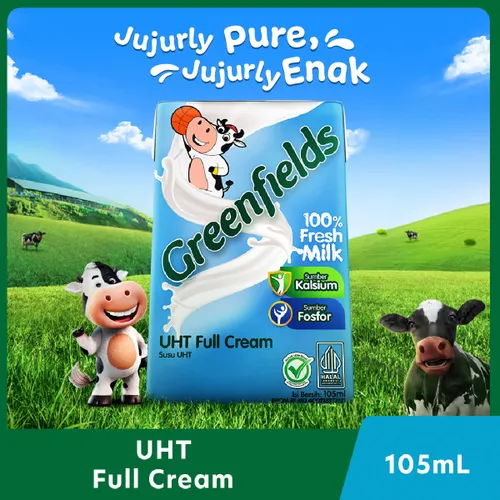 Jujurly Pure,
Jujurly Enak
Greenfields
100%
Fresh
Milk
Sumber
Kalsium
Sumber
Fosfor
UHT Full Cream
Susu UHT
HALAL
INDONESIA
Isi Bersih: 105ml
UHT
Full Cream
105mL